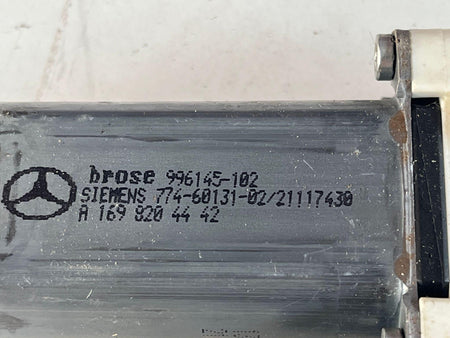 brose 996145-102
SIEMENS 774-60131-02/21117430
A 169 820 44 42